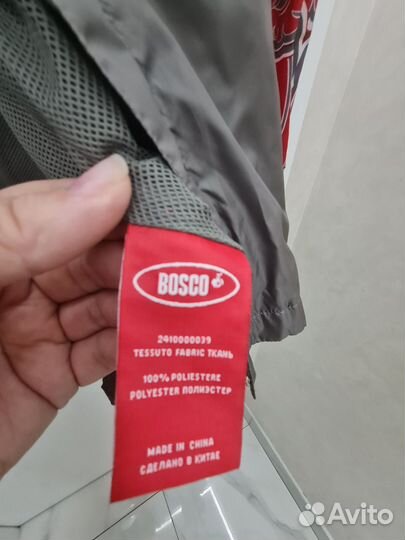 BOSCO
2410000039
TESSUTO FABRIC ТКАНЬ
100% POLIESTERE
POLYESTER ПОЛИЭСТЕР
MADE IN CHINA
СДЕЛАНО В КИТАЕ
Avito